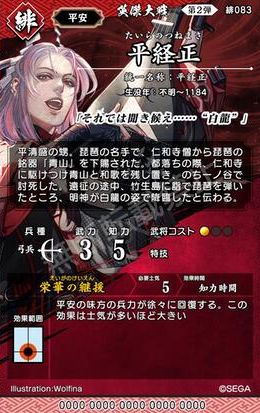 緋 平安 英傑大戦 第2弾 緋083
たいらのつねまさ
平経正
統一名称：平経正
生没年：不明～1184
『それでは聞き候え……“白龍”』
平清盛の甥。琵琶の名手で、仁和寺僧から琵琶の
名器「青山」を下賜された。都落ちの際、仁和寺
に駆けつけ青山と和歌を残し置き、のち一ノ谷で
討死した。遠征の途中、竹生島に詣で琵琶を弾い
たところ、明神が白龍の姿で降臨したと伝わる。
兵種 武力 知力 武将コスト
弓兵 3 5 特技
えいがのけいえん 必要士気 効果時間
栄華の継援 5 知力時間
効果範囲
平安の味方の兵力が徐々に回復する。この
効果は士気が多いほど大きい
Illustration:Wolfina ©SEGA
0000-0000-0000-0000-0000